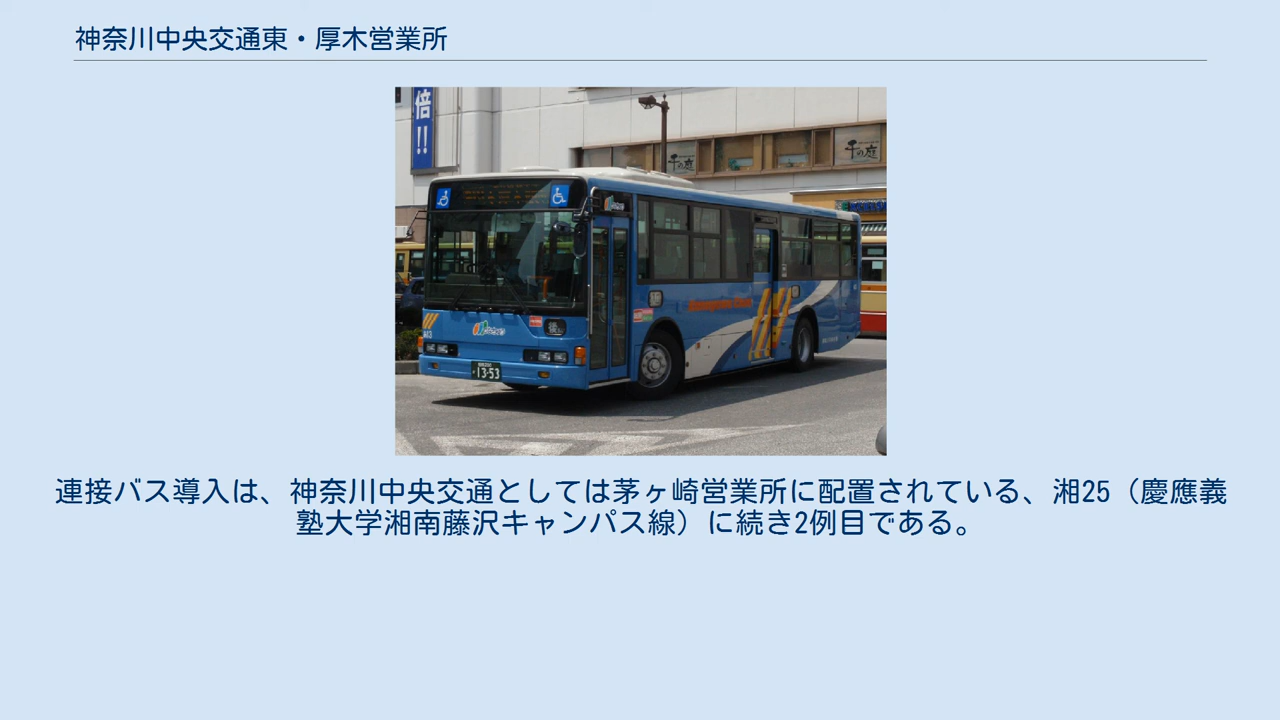 神奈川中央交通東・厚木営業所
倍!!
千の庭
千の庭
後
13-53
連接バス導入は、神奈川中央交通としては茅ヶ崎営業所に配置されている、湘25（慶應義
塾大学湘南藤沢キャンパス線）に続き2例目である。